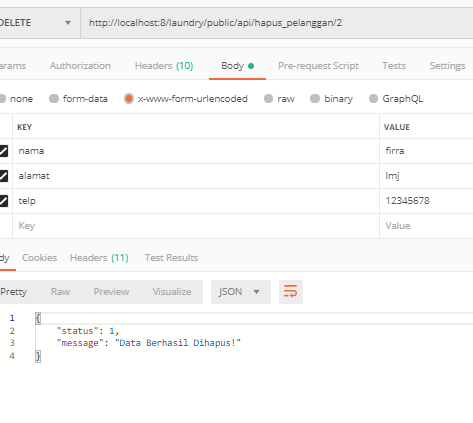 DELETE http://localhost:8/laundry/public/api/hapus_pelanggan/2
arams Authorization Headers (10) Body Pre-request Script Tests Settings
none form-data x-www-form-urlencoded raw binary GraphQL
KEY VALUE
nama firra
alamat lmj
telp 12345678
Key Value
dy Cookies Headers (11) Test Results
Pretty Raw Preview Visualize JSON
1 {
2 "status": 1,
3 "message": "Data Berhasil Dihapus!"
4 }